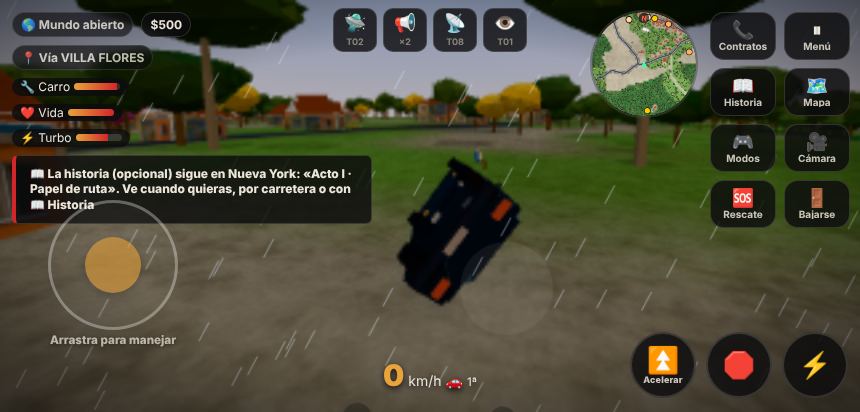 Mundo abierto
$500
Vía VILLA FLORES
Carro
Vida
Turbo
T02
×2
T08
T01
N
Contratos
Menú
Historia
Mapa
Modos
Cámara
SOS
Rescate
Bajarse
La historia (opcional) sigue en Nueva York: «Acto I ·
Papel de ruta». Ve cuando quieras, por carretera o con
Historia
Arrastra para manejar
0 km/h 1ª
Acelerar